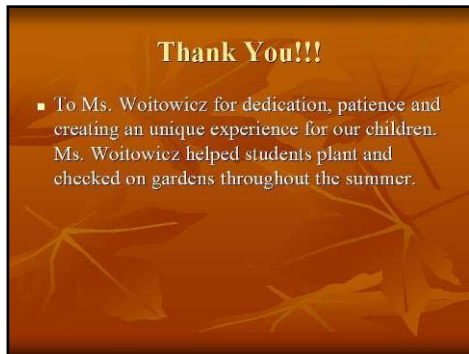 Thank You!!!
To Ms. Woitowicz for dedication, patience and
creating an unique experience for our children.
Ms. Woitowicz helped students plant and
checked on gardens throughout the summer.